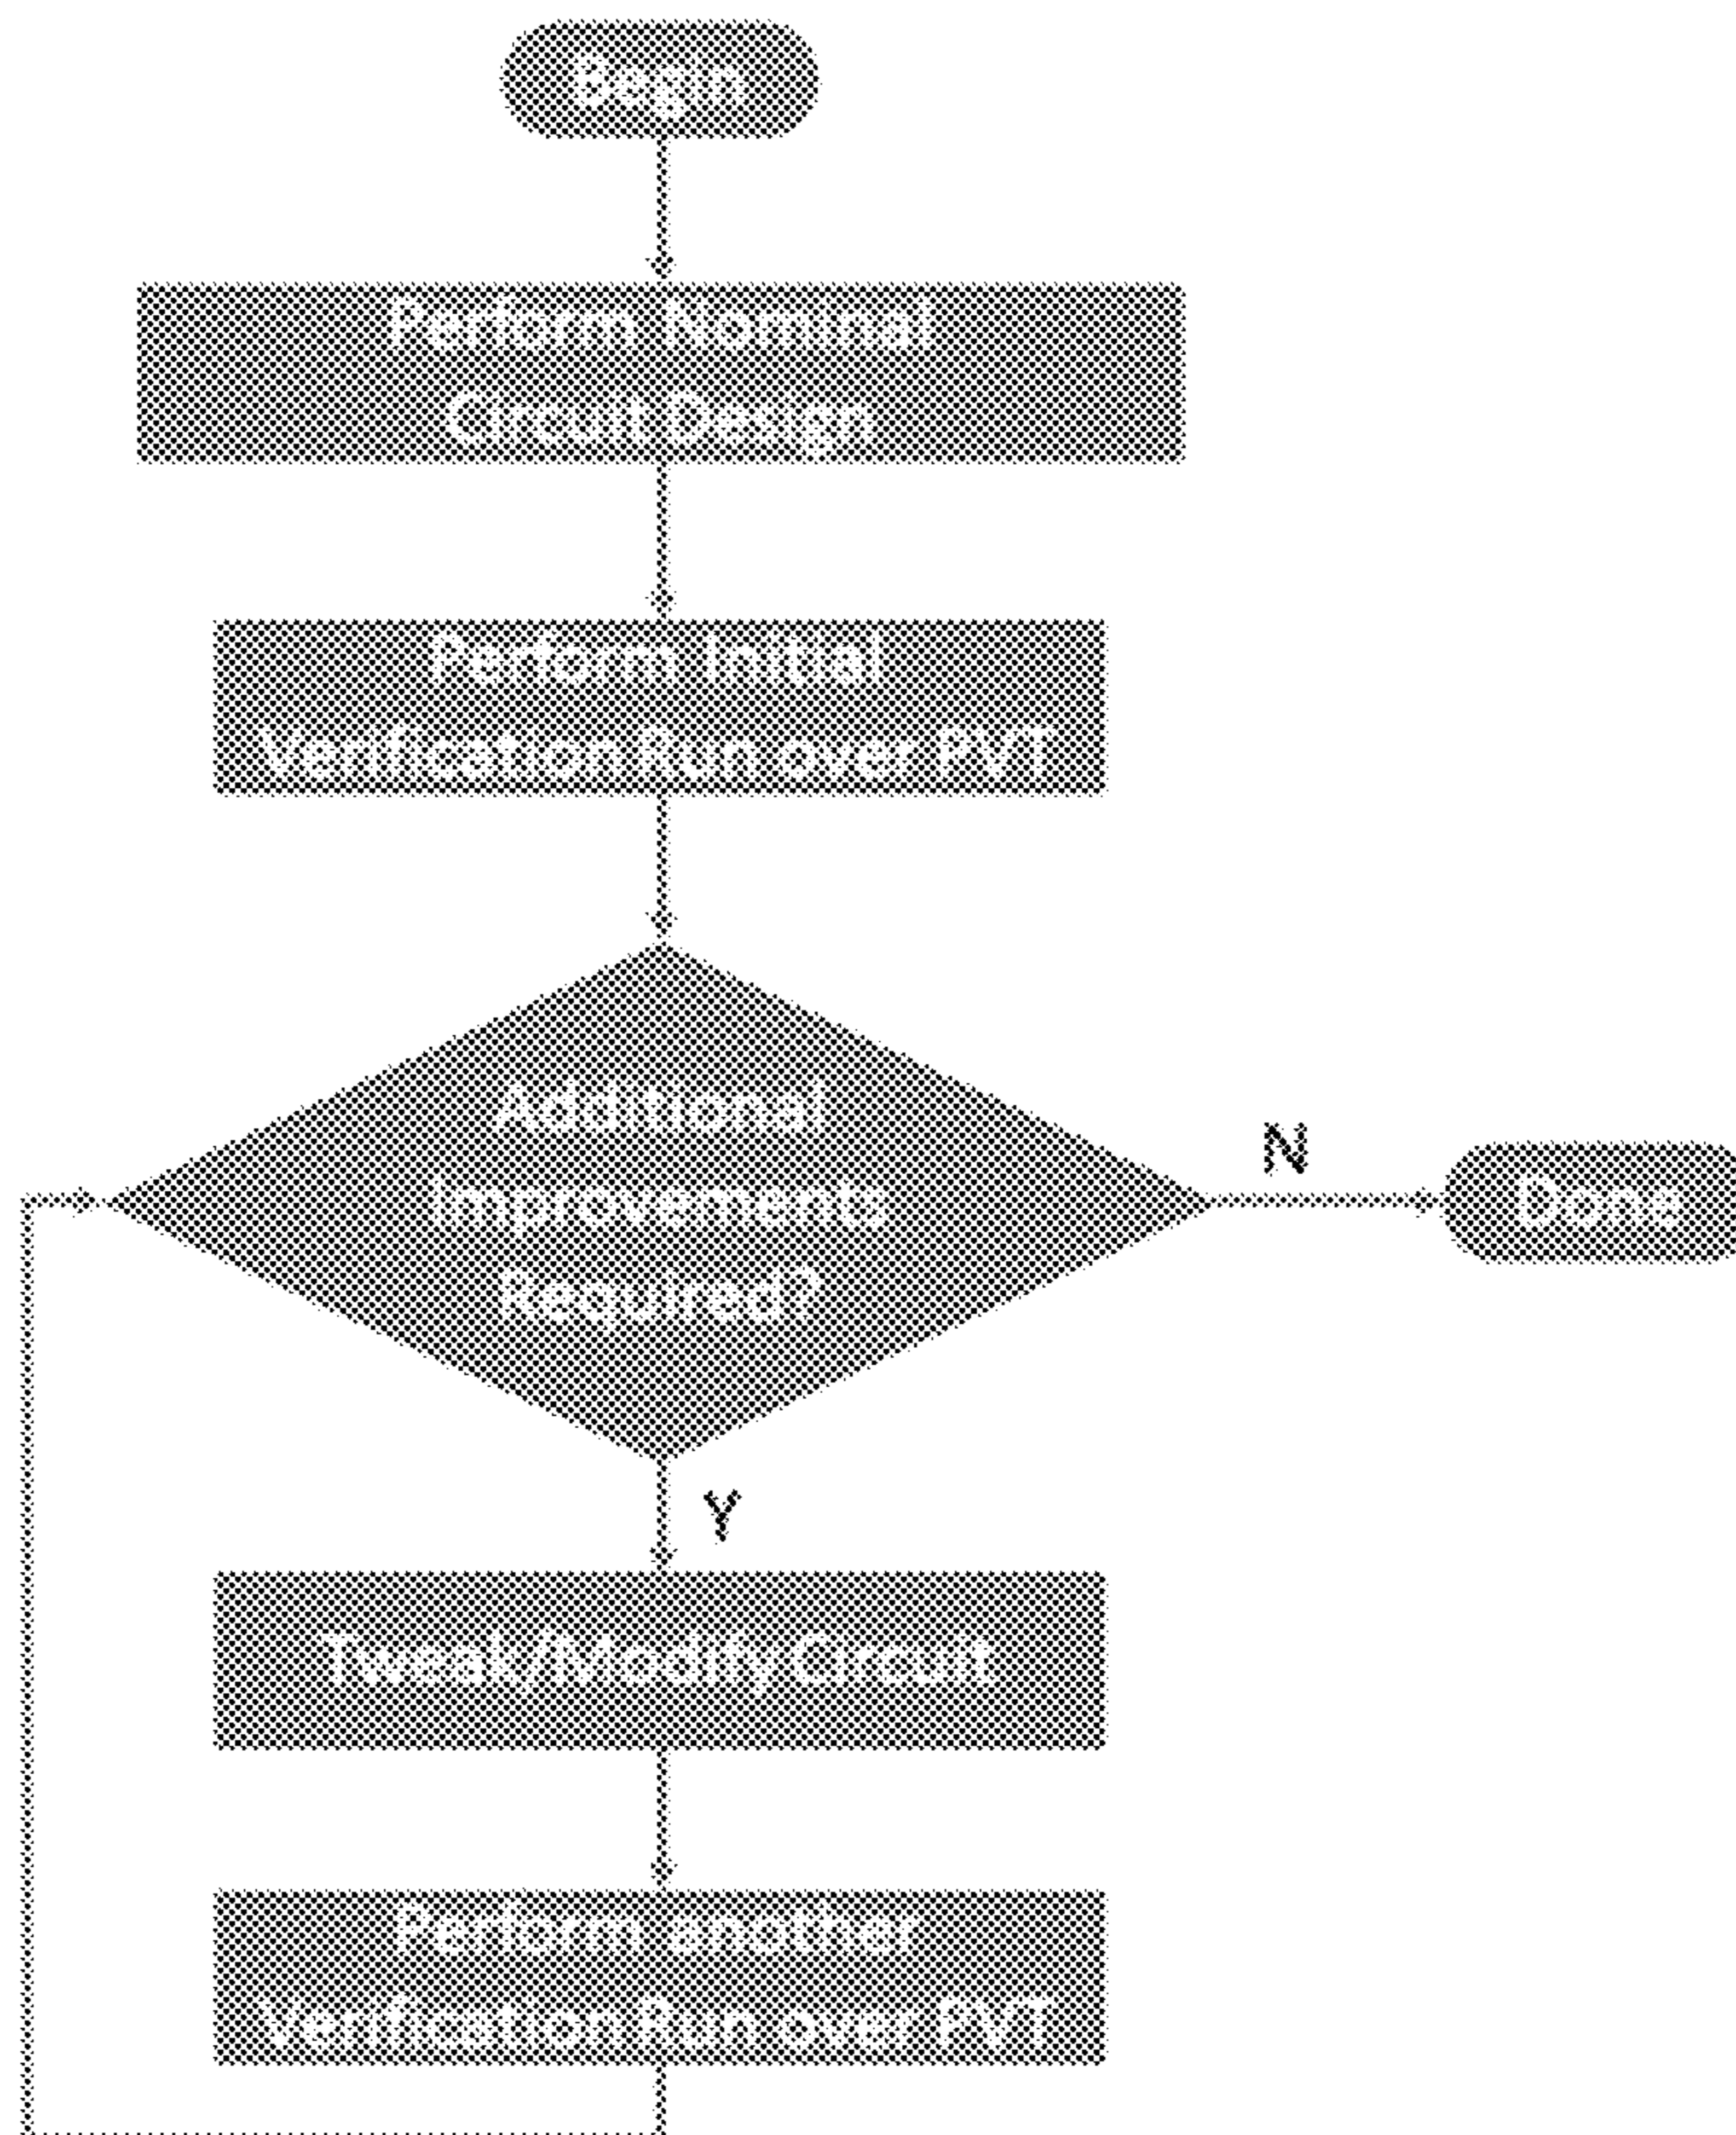 Begin
Perform Nominal
Circuit Design
Perform Initial
Verification Run over PVT
Additional
Improvements
Required?
N
Done
Y
Tweak/Modify Circuit
Perform another
Verification Run over PVT